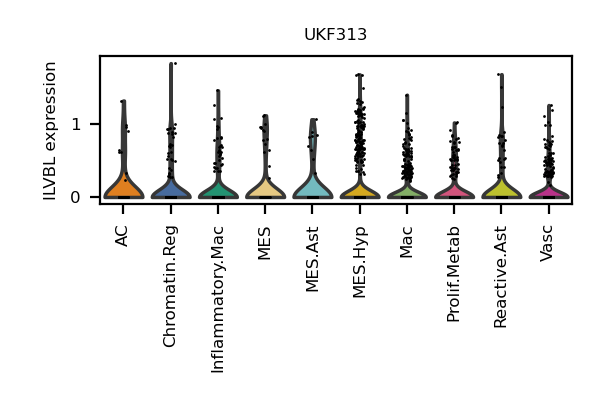 UKF313
ILVBL expression
1
0
AC
Chromatin.Reg
Inflammatory.Mac
MES
MES.Ast
MES.Hyp
Mac
Prolif.Metab
Reactive.Ast
Vasc